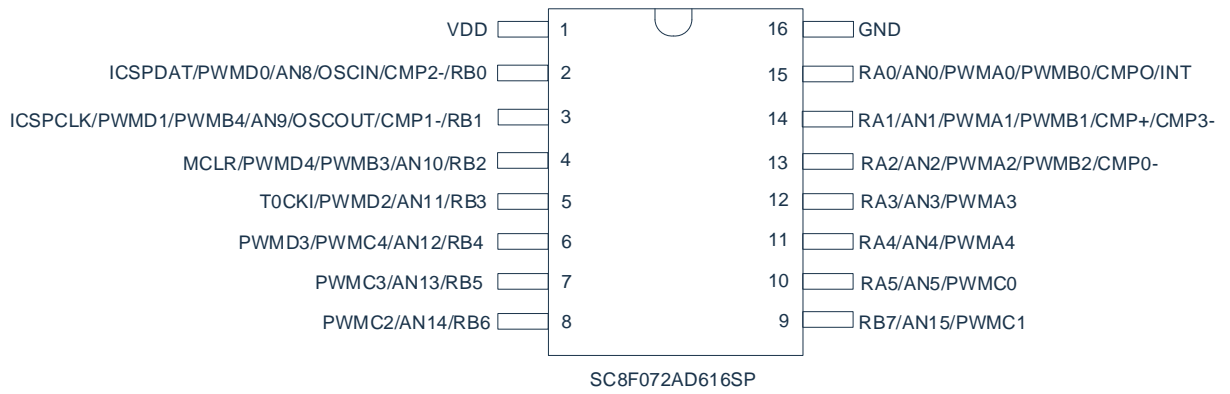 VDD 1 16 GND
ICSPDAT/PWMD0/AN8/OSCIN/CMP2-/RB0 2 15 RA0/AN0/PWMA0/PWMB0/CMPO/INT
ICSPCLK/PWMD1/PWMB4/AN9/OSCOUT/CMP1-/RB1 3 14 RA1/AN1/PWMA1/PWMB1/CMP+/CMP3-
MCLR/PWMD4/PWMB3/AN10/RB2 4 13 RA2/AN2/PWMA2/PWMB2/CMP0-
T0CKI/PWMD2/AN11/RB3 5 12 RA3/AN3/PWMA3
PWMD3/PWMC4/AN12/RB4 6 11 RA4/AN4/PWMA4
PWMC3/AN13/RB5 7 10 RA5/AN5/PWMC0
PWMC2/AN14/RB6 8 9 RB7/AN15/PWMC1
SC8F072AD616SP